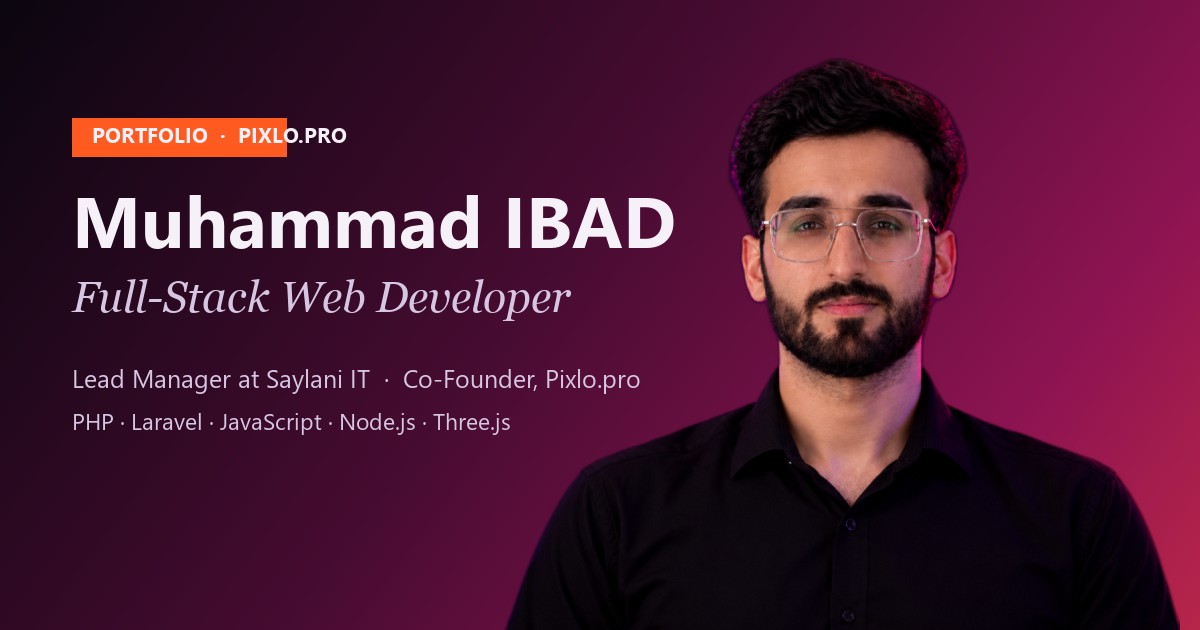 PORTFOLIO · PIXLO.PRO
Muhammad IBAD
Full-Stack Web Developer
Lead Manager at Saylani IT · Co-Founder, Pixlo.pro
PHP · Laravel · JavaScript · Node.js · Three.js